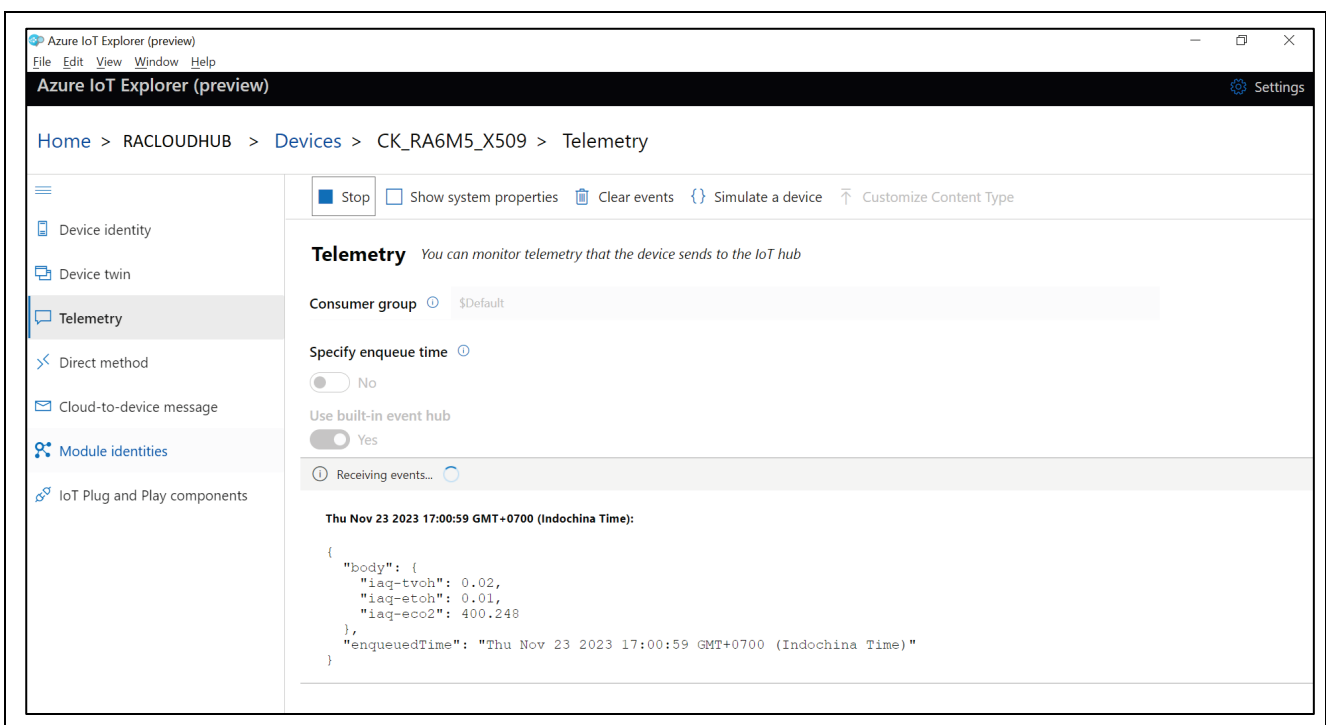 Azure IoT Explorer (preview)
File Edit View Window Help
Azure IoT Explorer (preview)
Settings
Home > RACLOUDHUB > Devices > CK_RA6M5_X509 > Telemetry
Stop Show system properties Clear events {} Simulate a device Customize Content Type
Device identity
Device twin
Telemetry
Direct method
Cloud-to-device message
Module identities
IoT Plug and Play components
Telemetry You can monitor telemetry that the device sends to the IoT hub
Consumer group $Default
Specify enqueue time
No
Use built-in event hub
Yes
Receiving events...
Thu Nov 23 2023 17:00:59 GMT+0700 (Indochina Time):
{
"body": {
"iaq-tvoh": 0.02,
"iaq-etoh": 0.01,
"iaq-eco2": 400.248
},
"enqueuedTime": "Thu Nov 23 2023 17:00:59 GMT+0700 (Indochina Time)"
}